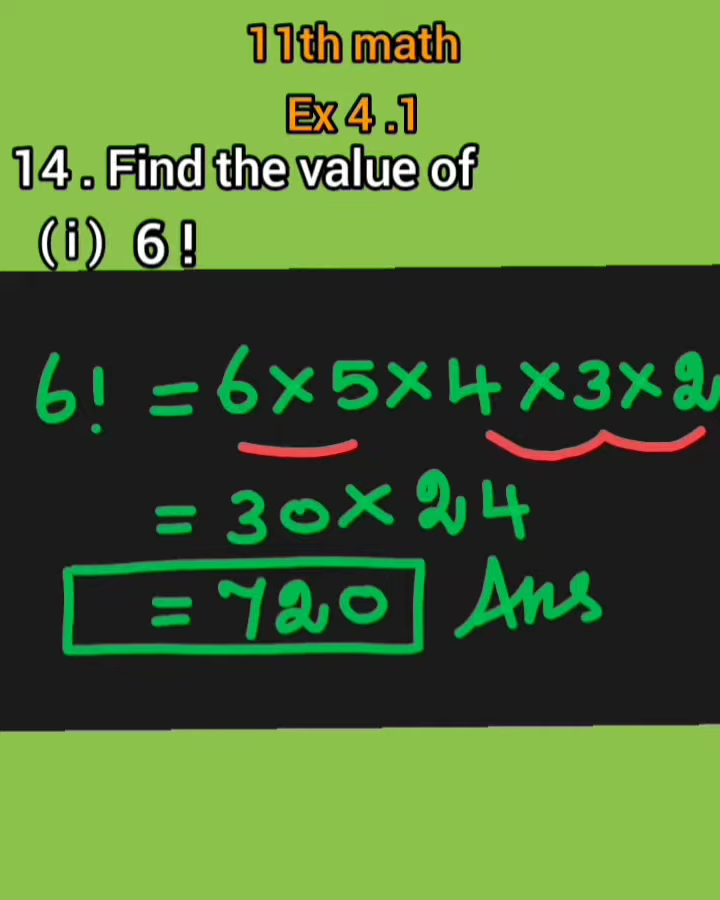 11th math
Ex 4.1
14. Find the value of
(i) 6!
6! = 6×5×4×3×2
= 30×24
= 720 Ans